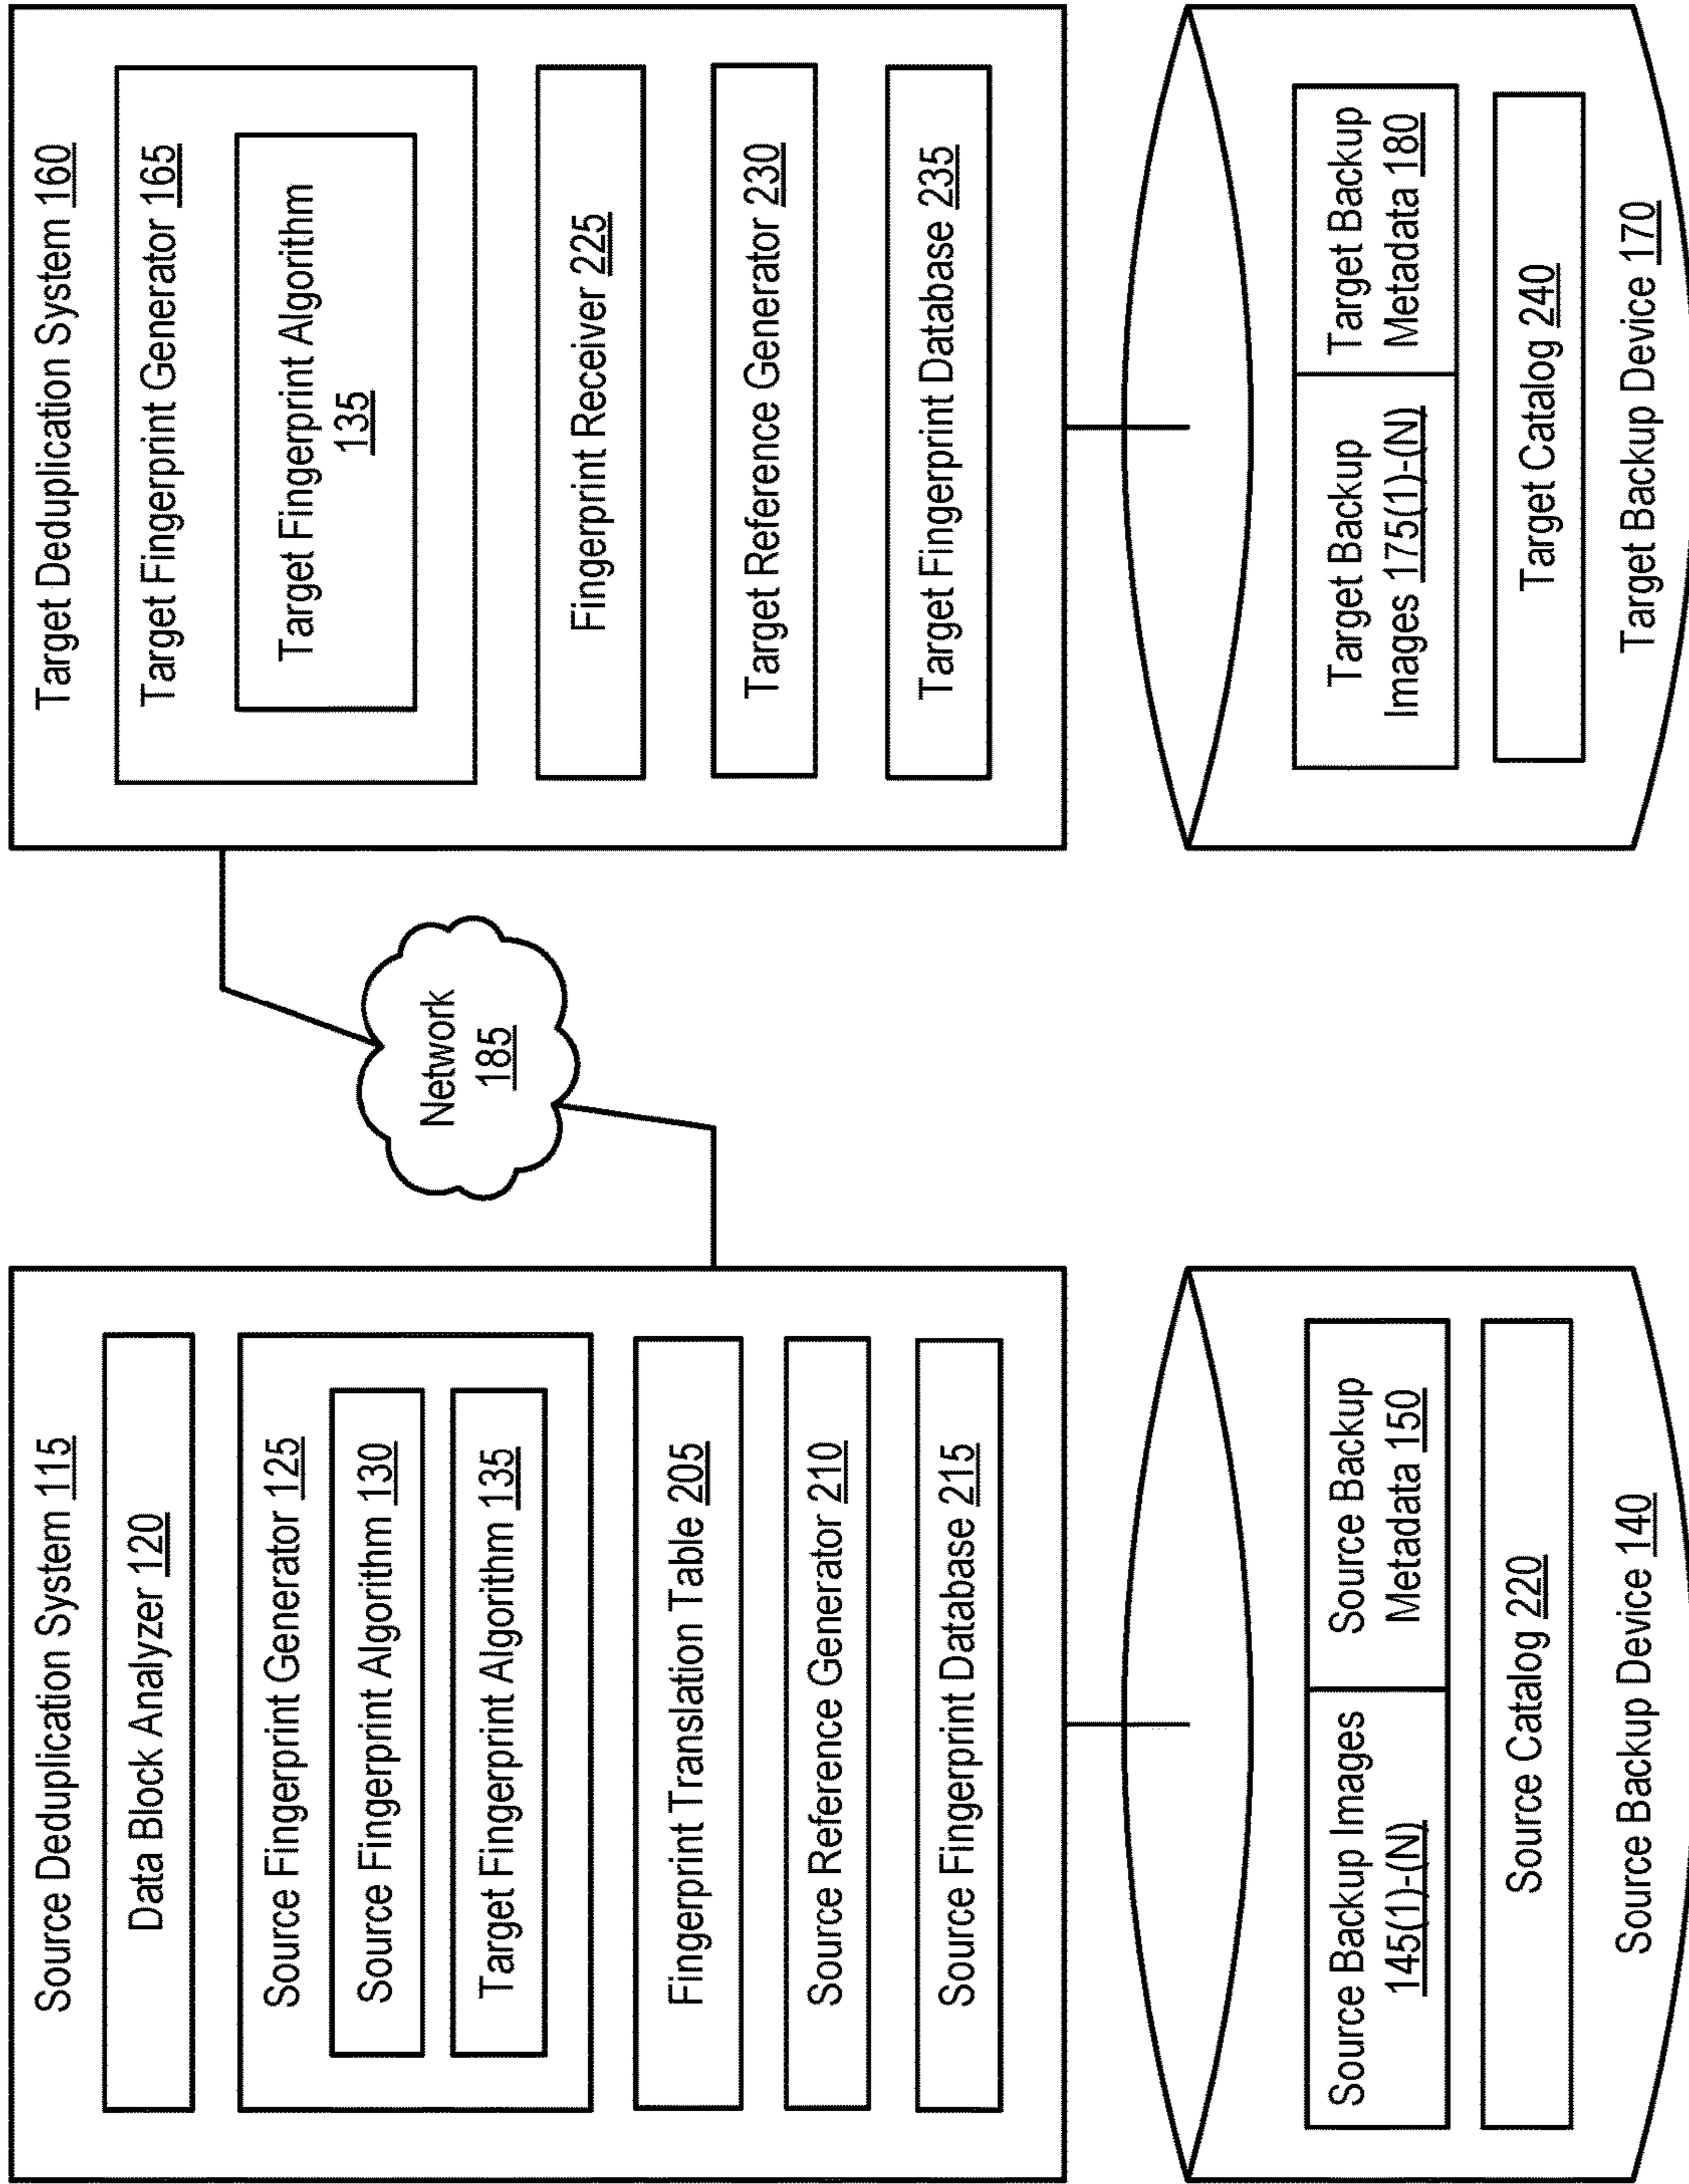 Source Deduplication System 115
Data Block Analyzer 120
Source Fingerprint Generator 125
Source Fingerprint Algorithm 130
Target Fingerprint Algorithm 135
Fingerprint Translation Table 205
Source Reference Generator 210
Source Fingerprint Database 215
Source Backup Images
145(1)-(N)
Source Backup
Metadata 150
Source Catalog 220
Source Backup Device 140
Network
185
Target Deduplication System 160
Target Fingerprint Generator 165
Target Fingerprint Algorithm
135
Fingerprint Receiver 225
Target Reference Generator 230
Target Fingerprint Database 235
Target Backup
Images 175(1)-(N)
Target Backup
Metadata 180
Target Catalog 240
Target Backup Device 170